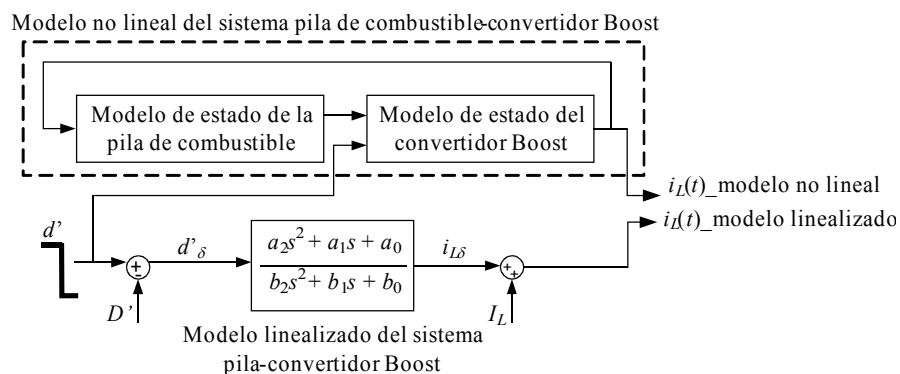 Modelo no lineal del sistema pila de combustible-convertidor Boost
Modelo de estado de la
pila de combustible
Modelo de estado del
convertidor Boost
i_L(t)_modelo no lineal
i_L(t)_modelo linealizado
d'
d'_δ
a_2s^2 + a_1s + a_0
b_2s^2 + b_1s + b_0
i_Lδ
+
-
+
+
D'
I_L
Modelo linealizado del sistema
pila-convertidor Boost